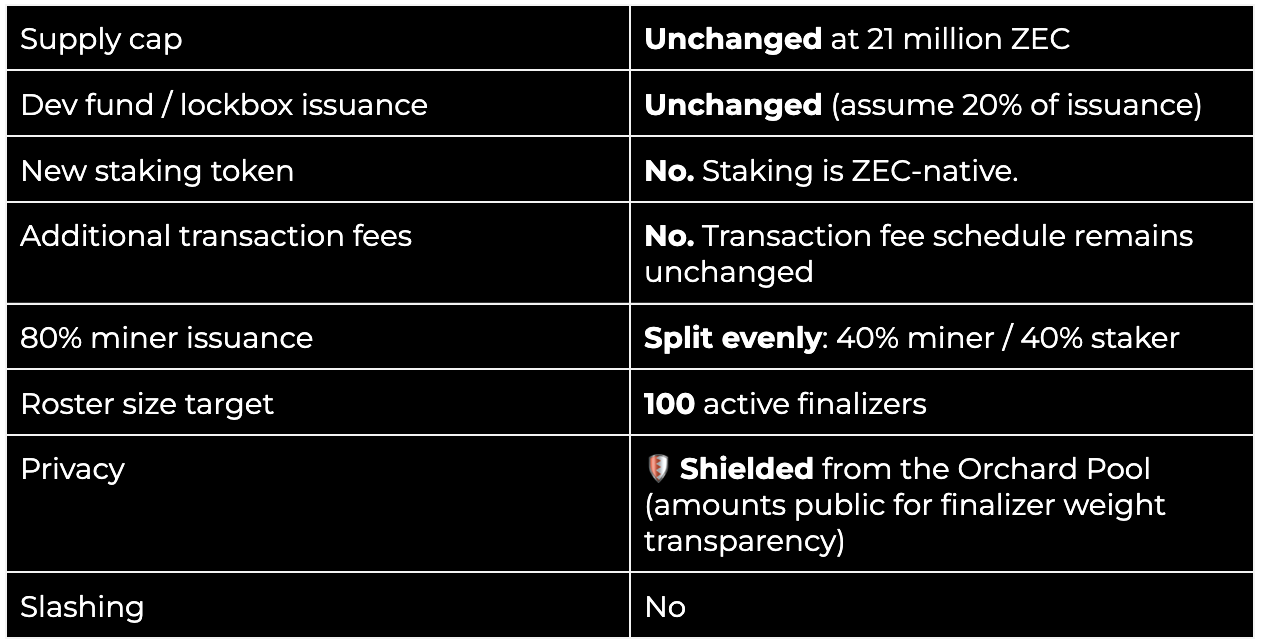 Supply cap
Unchanged at 21 million ZEC
Dev fund / lockbox issuance
Unchanged (assume 20% of issuance)
New staking token
No. Staking is ZEC-native.
Additional transaction fees
No. Transaction fee schedule remains
unchanged
80% miner issuance
Split evenly: 40% miner / 40% staker
Roster size target
100 active finalizers
Privacy
🛡️ Shielded from the Orchard Pool
(amounts public for finalizer weight
transparency)
Slashing
No